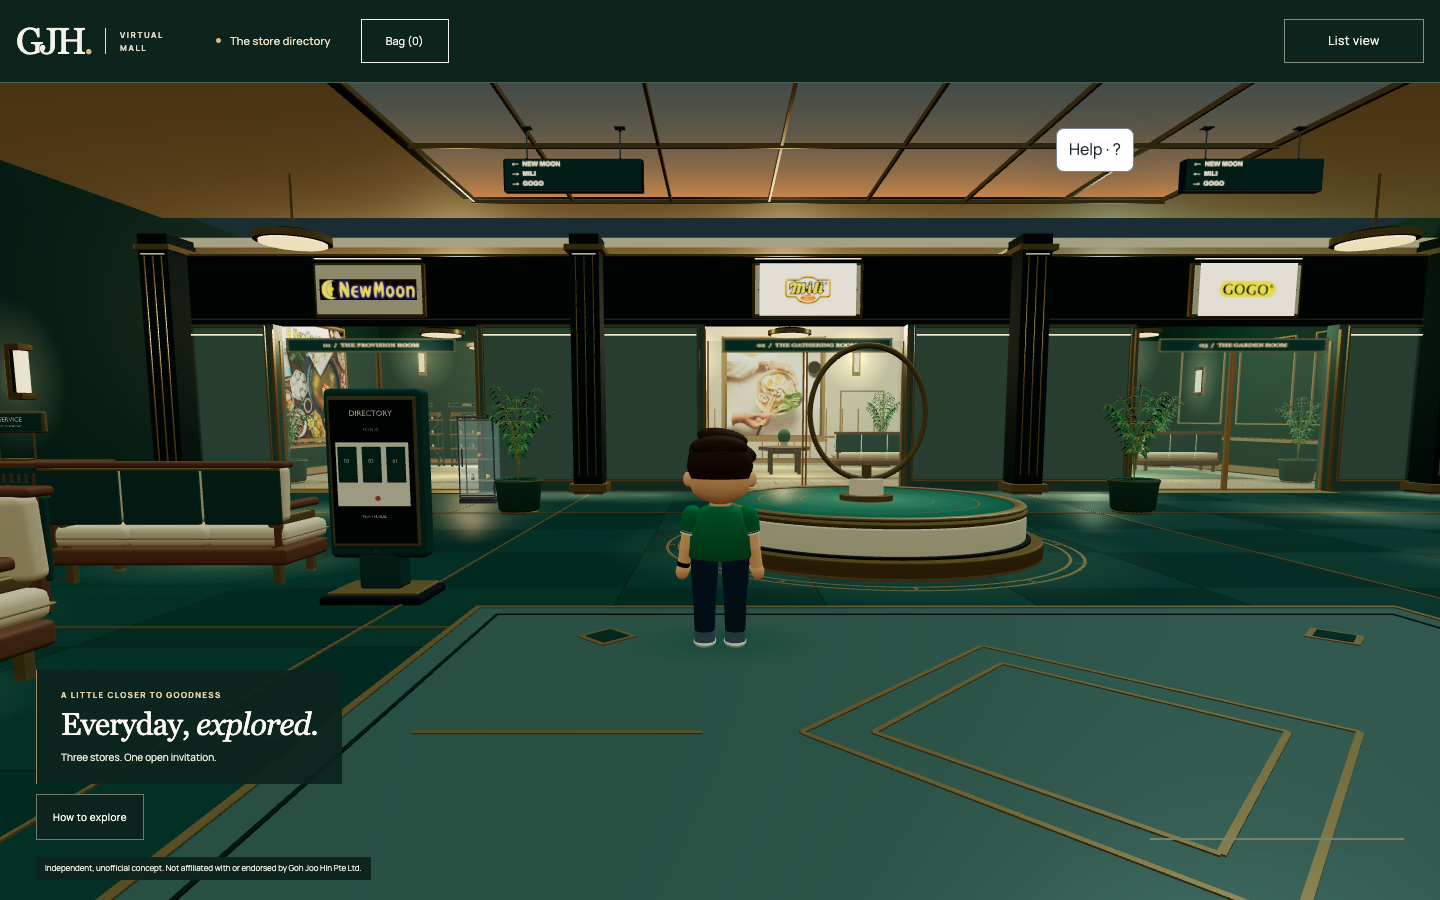 GJH.
VIRTUAL
MALL
The store directory
Bag (0)
List view
Help · ?
← NEW MOON
→ MILI
→ GOGO
← NEW MOON
← MILI
→ GOGO
NewMoon
Mili
GOGO®
01 / THE PROVISION ROOM
02 / THE GATHERING ROOM
03 / THE GARDEN ROOM
DIRECTORY
03 02 01
A LITTLE CLOSER TO GOODNESS
Everyday, explored.
Three stores. One open invitation.
How to explore
Independent, unofficial concept. Not affiliated with or endorsed by Goh Joo Hin Pte Ltd.